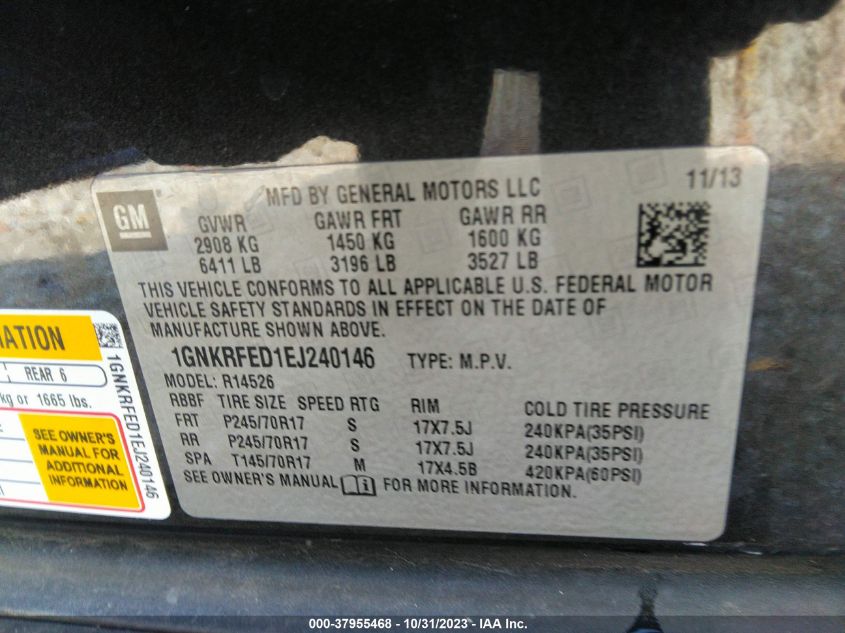 GM
MFD BY GENERAL MOTORS LLC
11/13
GVWR GAWR FRT GAWR RR
2908 KG 1450 KG 1600 KG
6411 LB 3196 LB 3527 LB
THIS VEHICLE CONFORMS TO ALL APPLICABLE U.S. FEDERAL MOTOR
VEHICLE SAFETY STANDARDS IN EFFECT ON THE DATE OF
MANUFACTURE SHOWN ABOVE.
1GNKRFED1EJ240146 TYPE: M.P.V.
MODEL: R14526
RBBF TIRE SIZE SPEED RTG RIM COLD TIRE PRESSURE
FRT P245/70R17 S 17X7.5J 240KPA(35PSI)
RR P245/70R17 S 17X7.5J 240KPA(35PSI)
SPA T145/70R17 M 17X4.5B 420KPA(60PSI)
SEE OWNER'S MANUAL FOR MORE INFORMATION.
REAR 6
kg or 1665 lbs.
SEE OWNER'S
MANUAL FOR
ADDITIONAL
INFORMATION
1GNKRFED1EJ240146
000-37955468 - 10/31/2023 - IAA Inc.